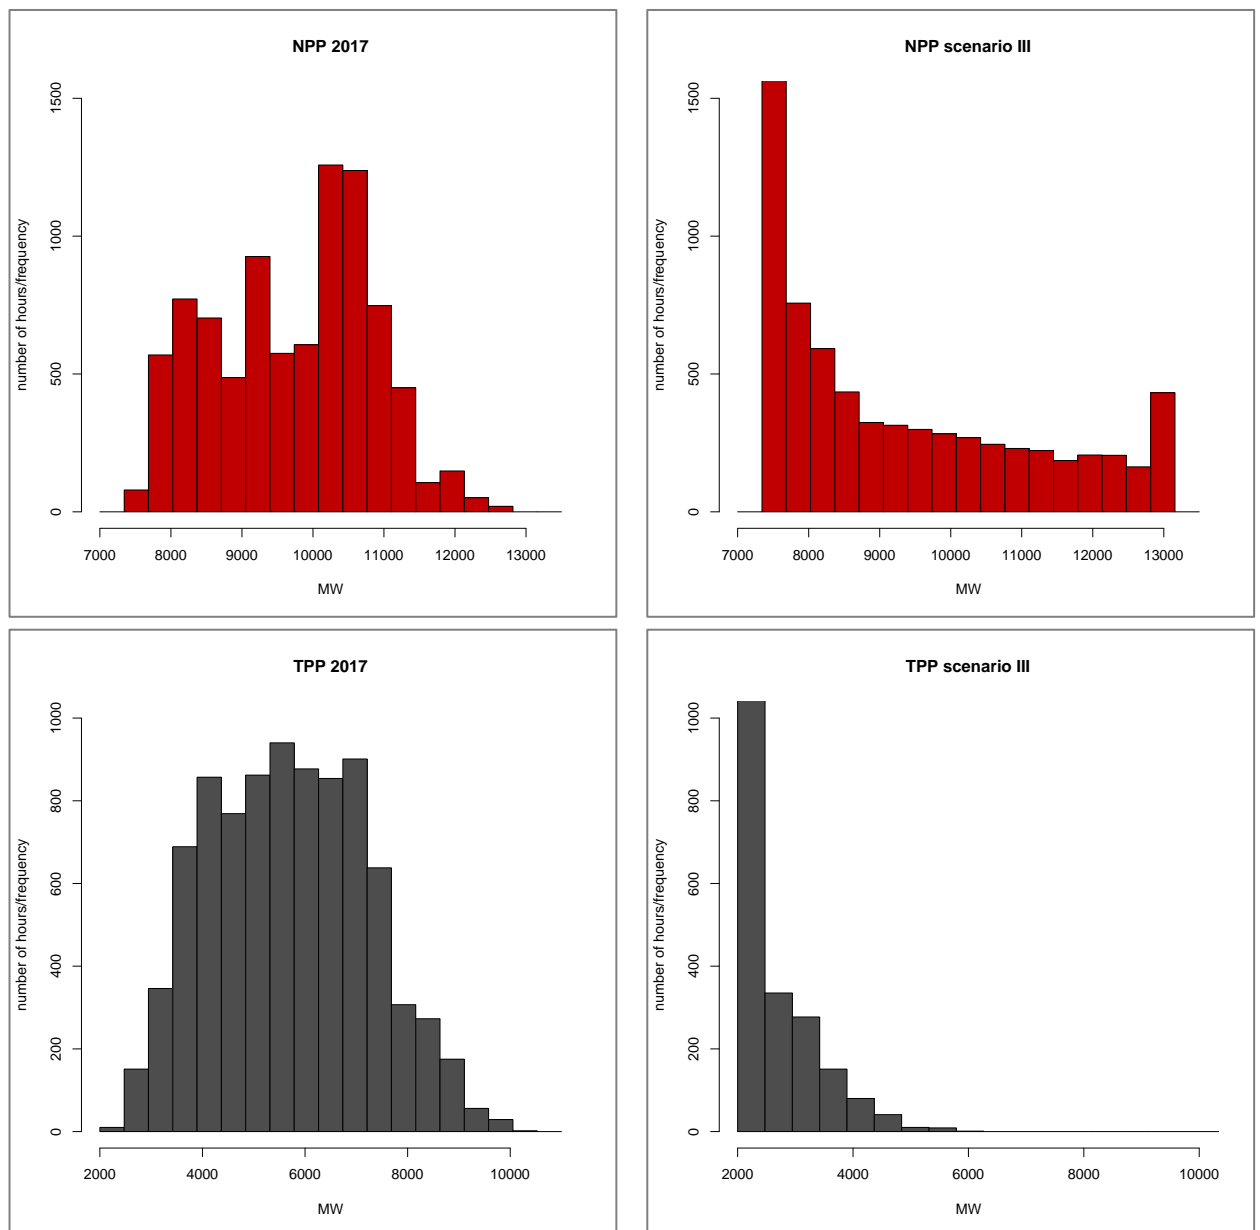 NPP 2017
number of hours/frequency
1500
1000
500
0
7000 8000 9000 10000 11000 12000 13000
MW
NPP scenario III
number of hours/frequency
1500
1000
500
0
7000 8000 9000 10000 11000 12000 13000
MW
TPP 2017
number of hours/frequency
1000
800
600
400
200
0
2000 4000 6000 8000 10000
MW
TPP scenario III
number of hours/frequency
1000
800
600
400
200
0
2000 4000 6000 8000 10000
MW